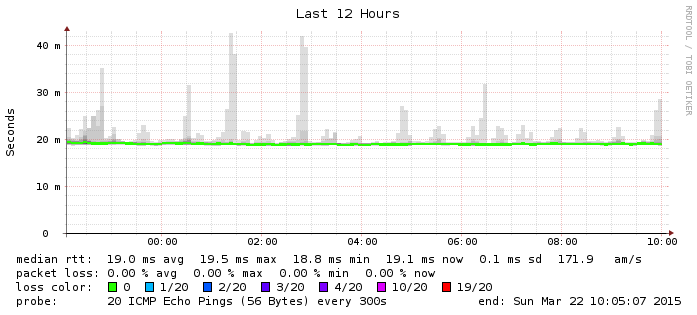 Last 12 Hours
RRDTOOL / TOBI OETIKER
Seconds
40 m
30 m
20 m
10 m
0
00:00 02:00 04:00 06:00 08:00 10:00
median rtt: 19.0 ms avg 19.5 ms max 18.8 ms min 19.1 ms now 0.1 ms sd 171.9 am/s
packet loss: 0.00 % avg 0.00 % max 0.00 % min 0.00 % now
loss color: 0 1/20 2/20 3/20 4/20 10/20 19/20
probe: 20 ICMP Echo Pings (56 Bytes) every 300s end: Sun Mar 22 10:05:07 2015